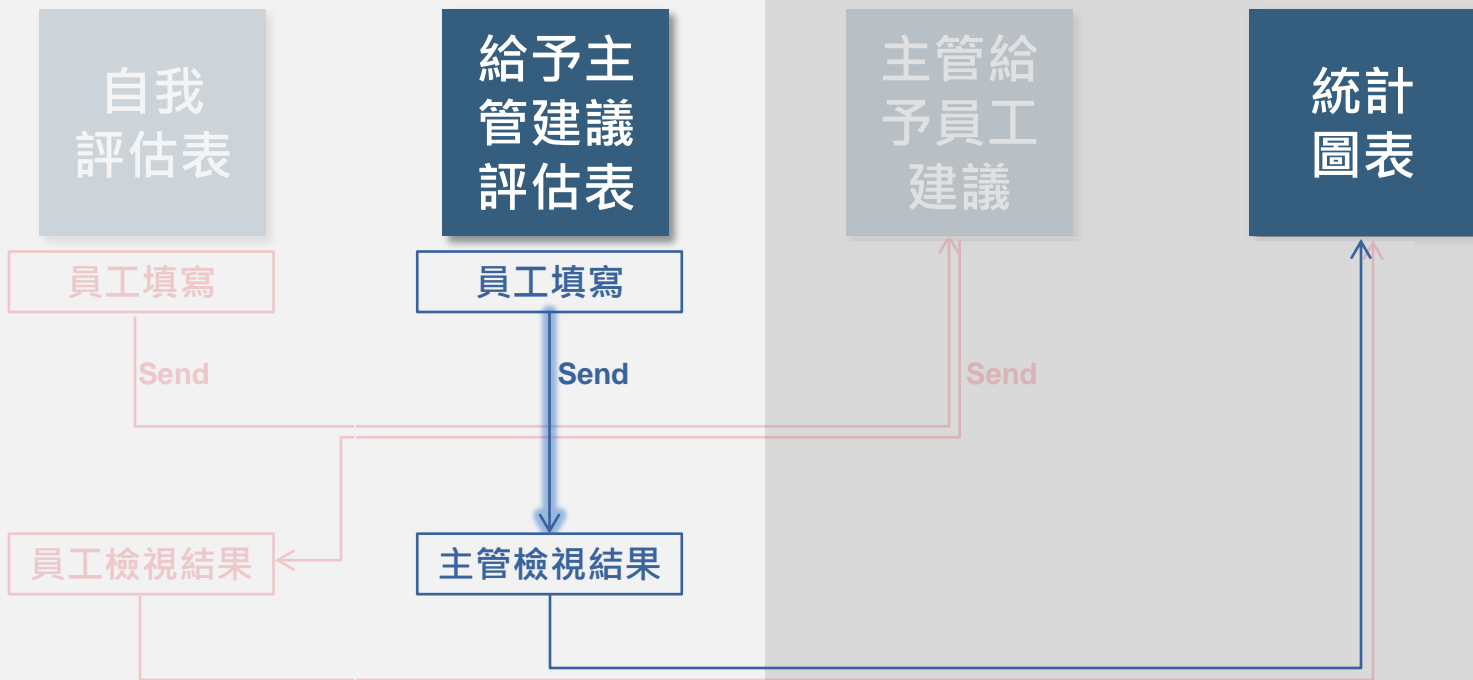 自我
評估表
給予主
管建議
評估表
主管給
予員工
建議
統計
圖表
員工填寫
員工填寫
Send
Send
Send
員工檢視結果
主管檢視結果